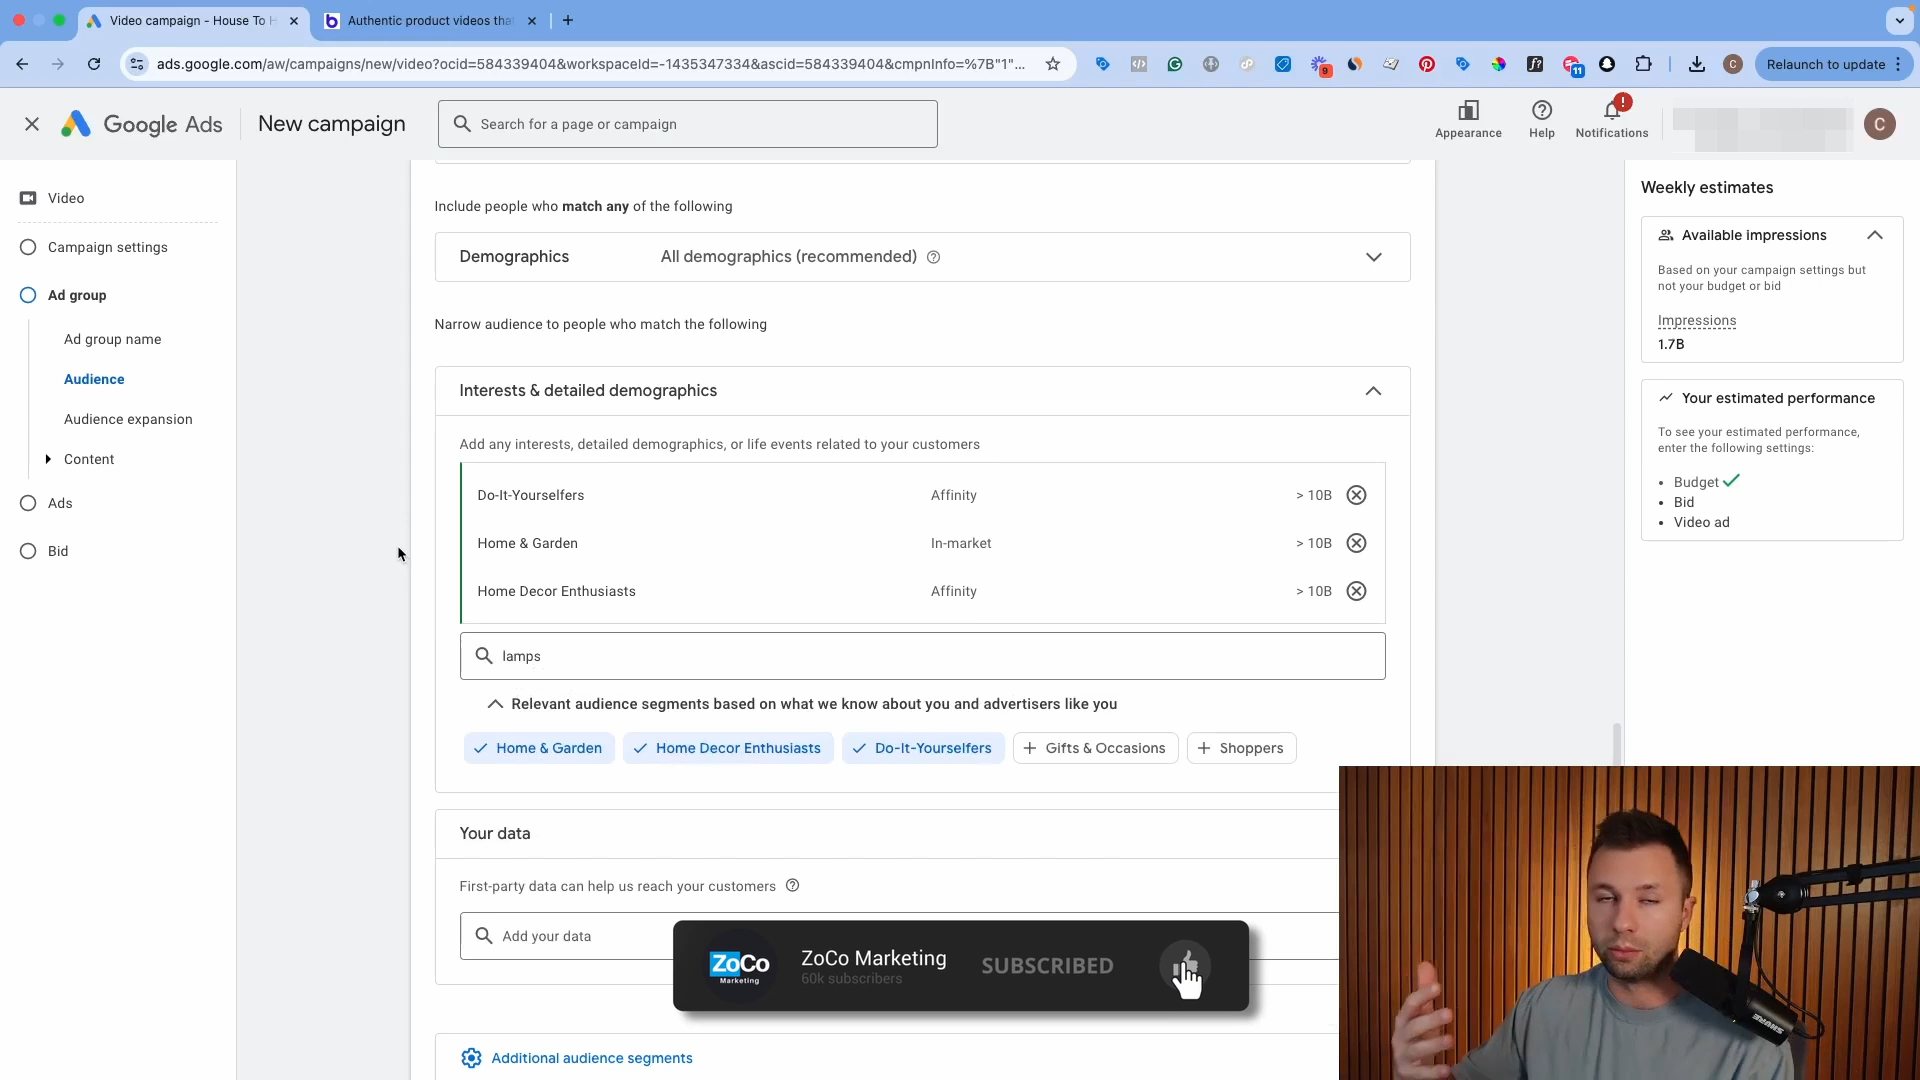 Video campaign - House To H
Authentic product videos tha
ads.google.com/aw/campaigns/new/video?ocid=584339404&workspaceId=-1435347334&ascid=584339404&cmpnInfo=%7B"1"...
9
f?
11
C
Relaunch to update
Google Ads
New campaign
Search for a page or campaign
Appearance
Help
Notifications
C
Video
Campaign settings
Ad group
Ad group name
Audience
Audience expansion
Content
Ads
Bid
Include people who match any of the following
Demographics
All demographics (recommended)
Narrow audience to people who match the following
Interests & detailed demographics
Add any interests, detailed demographics, or life events related to your customers
Do-It-Yourselfers Affinity > 10B
Home & Garden In-market > 10B
Home Decor Enthusiasts Affinity > 10B
lamps
Relevant audience segments based on what we know about you and advertisers like you
Home & Garden
Home Decor Enthusiasts
Do-It-Yourselfers
Gifts & Occasions
Shoppers
Your data
First-party data can help us reach your customers
Add your data
Additional audience segments
Weekly estimates
Available impressions
Based on your campaign settings but
not your budget or bid
Impressions
1.7B
Your estimated performance
To see your estimated performance,
enter the following settings:
Budget
Bid
Video ad
ZoCo
Marketing
ZoCo Marketing
60k subscribers
SUBSCRIBED
SHURE